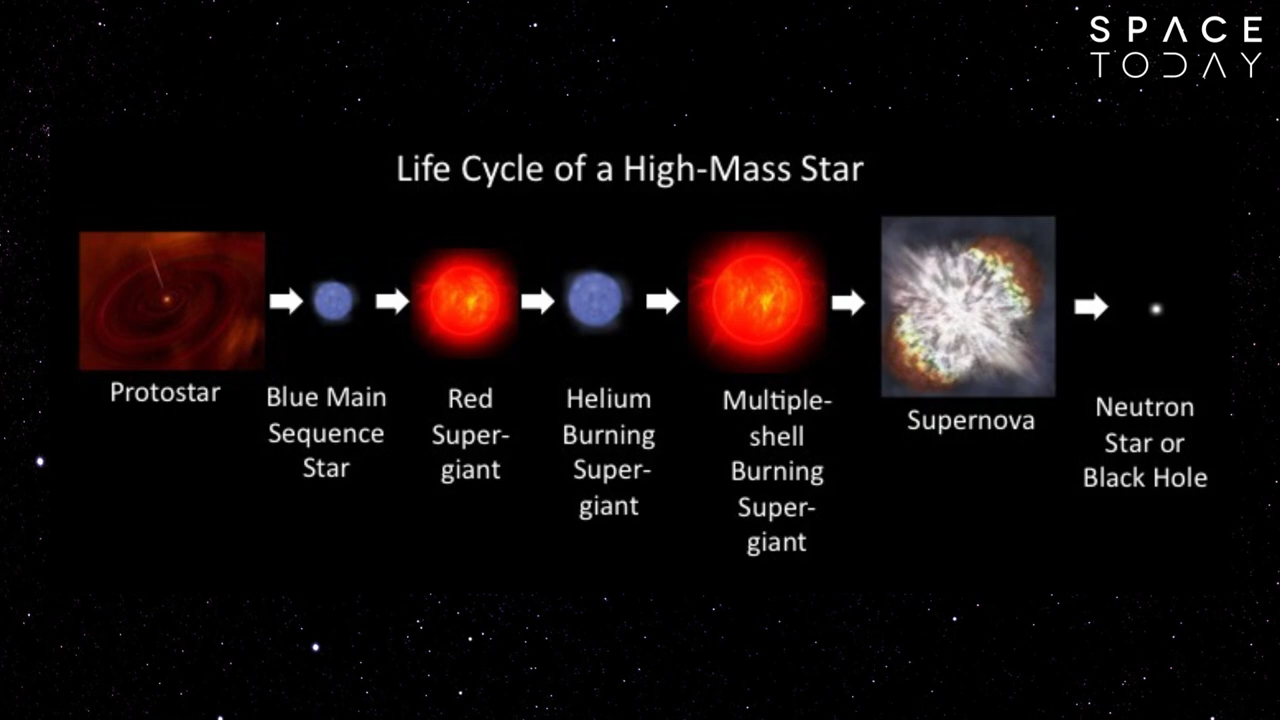 SPACE
TODAY
Life Cycle of a High-Mass Star
Protostar
Blue Main
Sequence
Star
Red
Super-
giant
Helium
Burning
Super-
giant
Multiple-
shell
Burning
Super-
giant
Supernova
Neutron
Star or
Black Hole